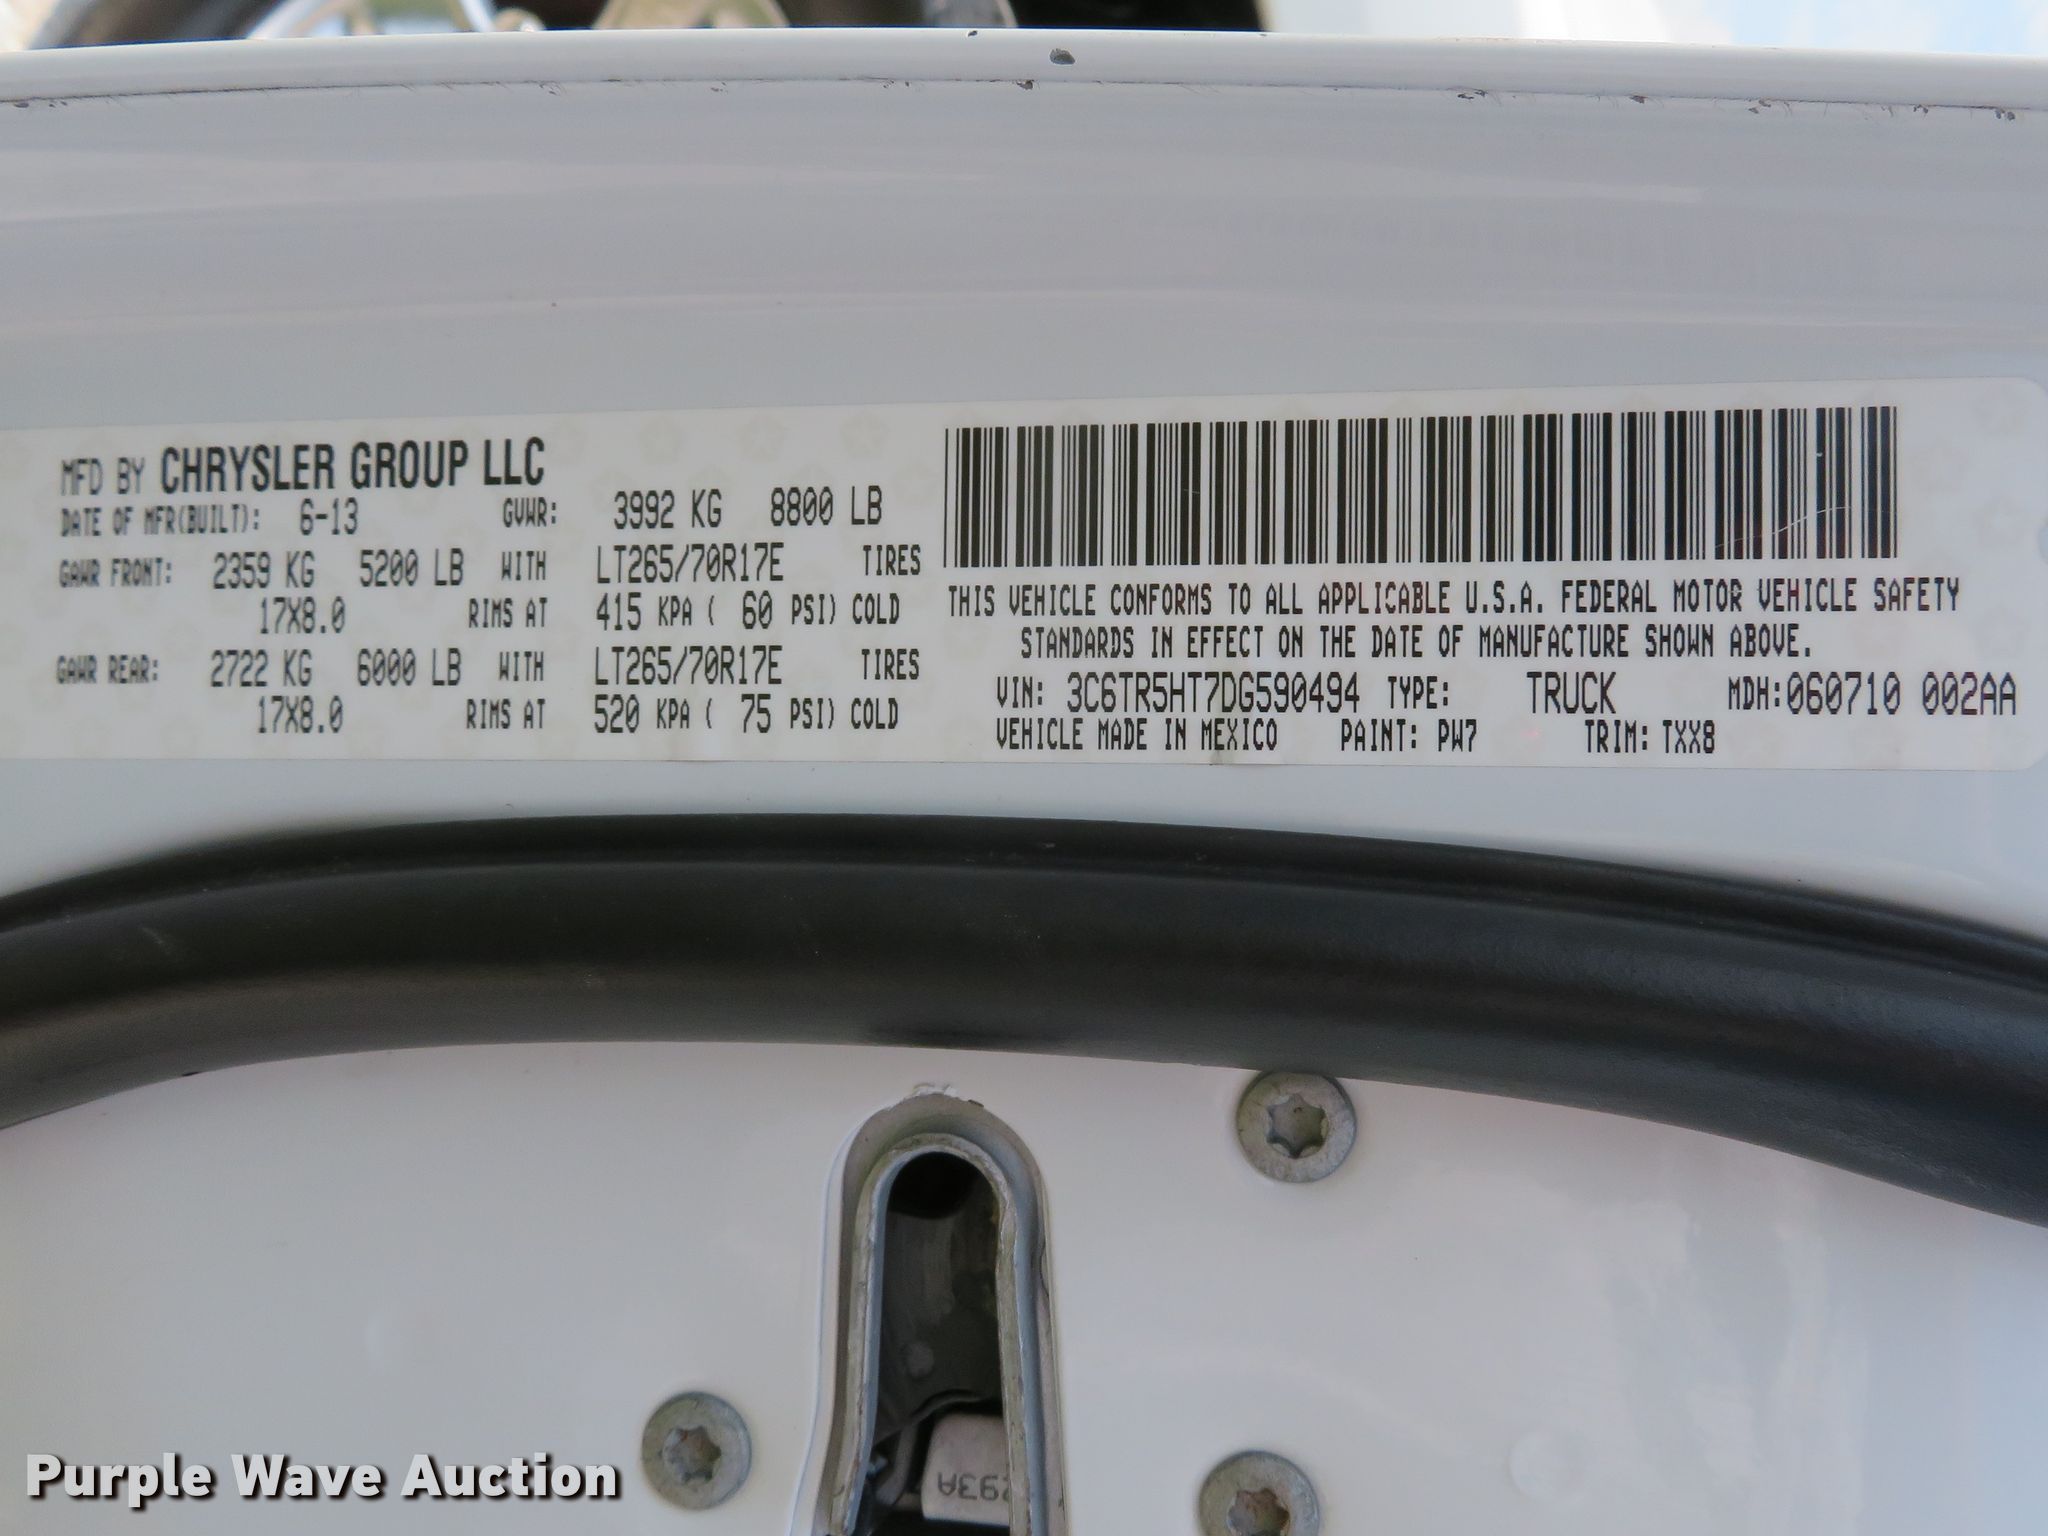 MFD BY CHRYSLER GROUP LLC
DATE OF MFR(BUILT): 6-13 GVWR: 3992 KG 8800 LB
GAWR FRONT: 2359 KG 5200 LB WITH LT265/70R17E TIRES
17X8.0 RIMS AT 415 KPA ( 60 PSI) COLD
GAWR REAR: 2722 KG 6000 LB WITH LT265/70R17E TIRES
17X8.0 RIMS AT 520 KPA ( 75 PSI) COLD
THIS VEHICLE CONFORMS TO ALL APPLICABLE U.S.A. FEDERAL MOTOR VEHICLE SAFETY
STANDARDS IN EFFECT ON THE DATE OF MANUFACTURE SHOWN ABOVE.
VIN: 3C6TR5HT7DG590494 TYPE: TRUCK MDH:060710 002AA
VEHICLE MADE IN MEXICO PAINT: PW7 TRIM: TXX8
293A
Purple Wave Auction